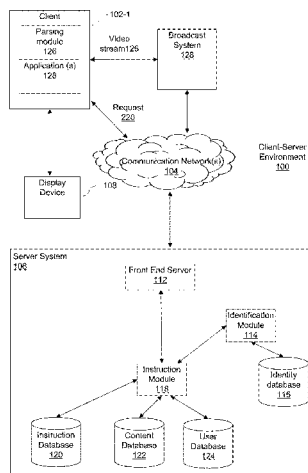 Client
102-1
Parsing
module
126
Application (s)
128
Video
stream126
Broadcast
System
128
Request
220
Communication Network(s)
104
Client-Server
Environment
100
Display
Device
108
Server System
106
Front End Server
112
Identification
Module
114
Instruction
Module
118
Identity
database
115
Instruction
Database
120
Content
Database
122
User
Database
124